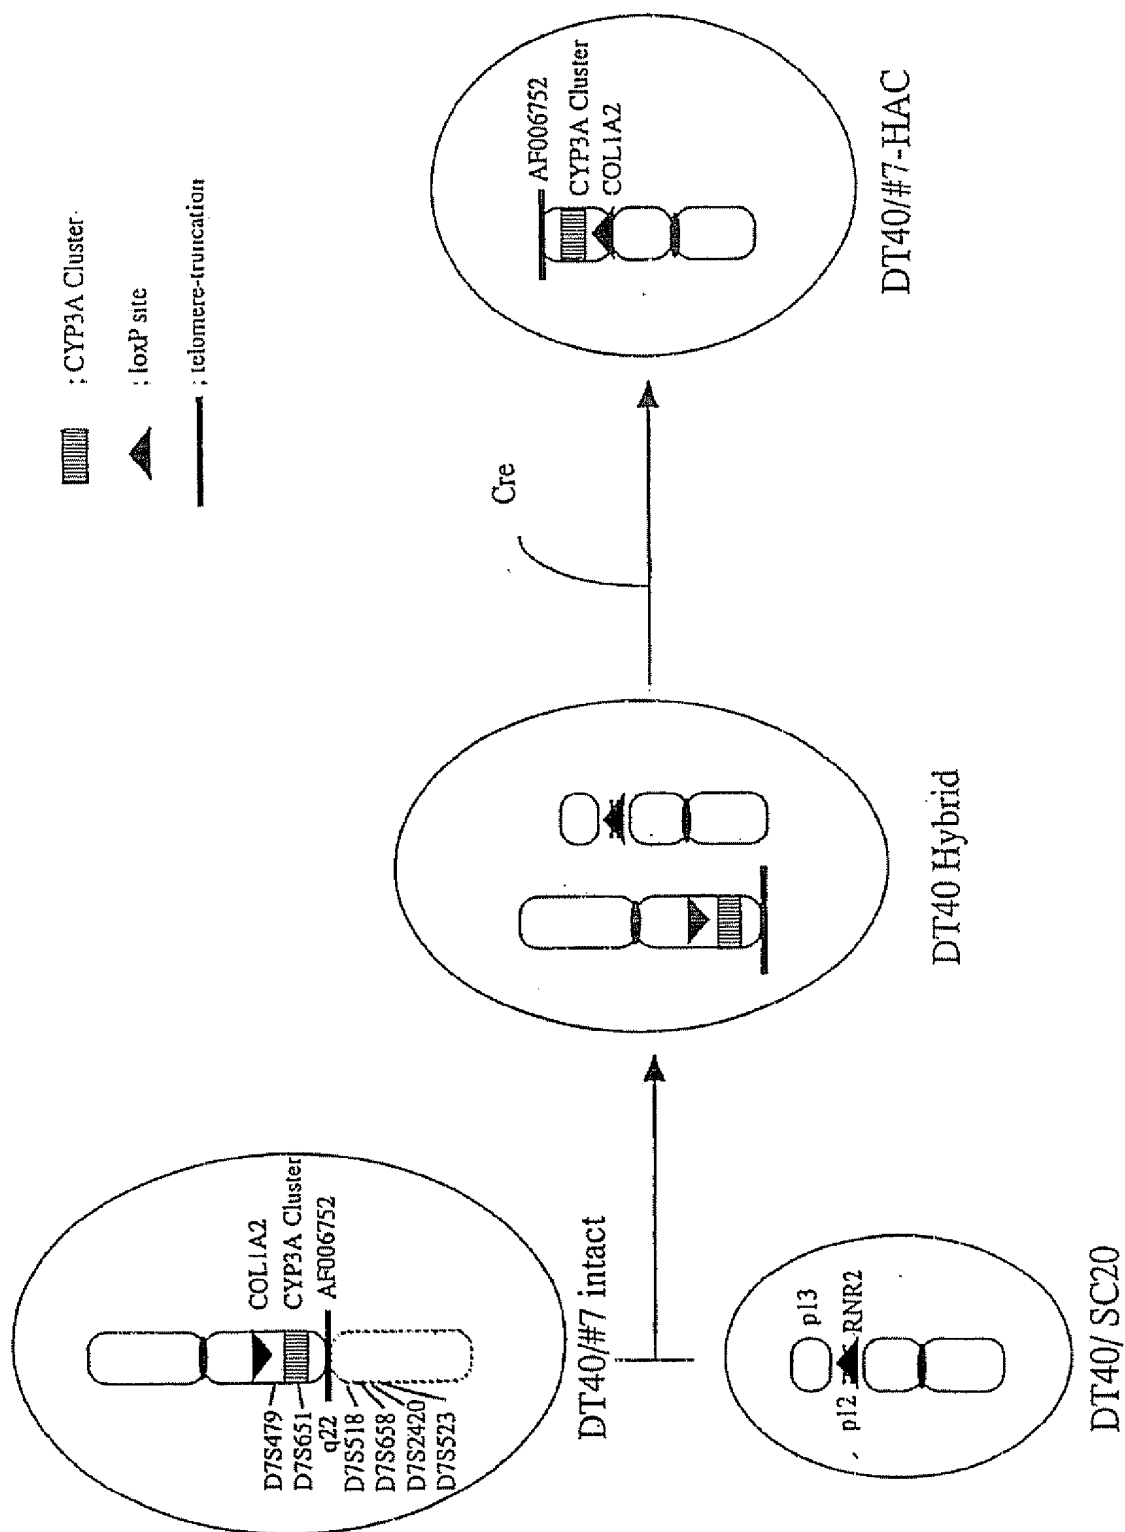 : CYP3A Cluster
: loxP site
: telomere-truncation
COL1A2
CYP3A Cluster
AF006752
D7S479
D7S651
q22
D7S518
D7S658
D7S2420
D7S523
DT40/#7 intact
p13
RNR2
p12
DT40/ SC20
DT40 Hybrid
Cre
AF006752
CYP3A Cluster
COL1A2
DT40/#7-HAC